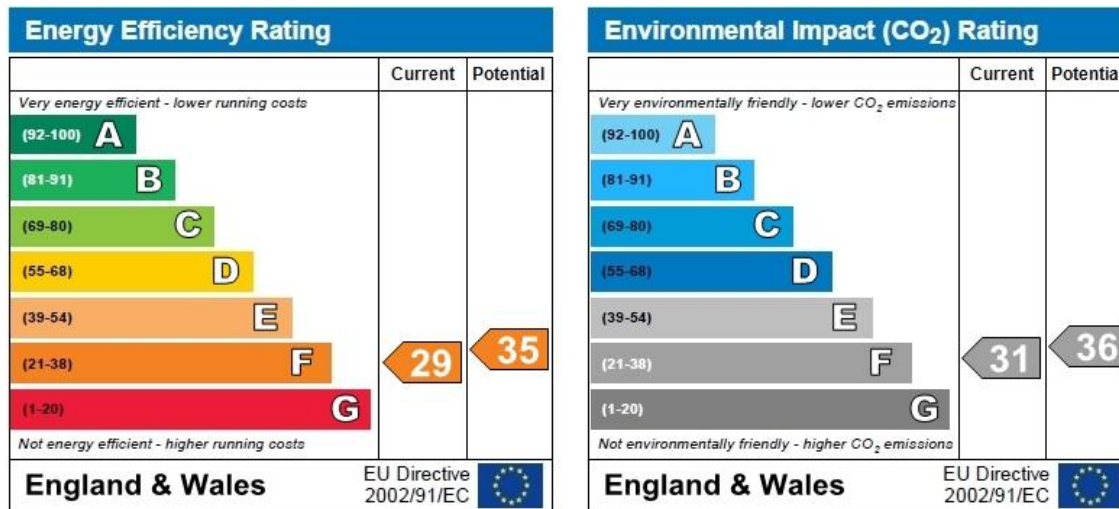 Energy Efficiency Rating
Current Potential
Very energy efficient - lower running costs
(92-100) A
(81-91) B
(69-80) C
(55-68) D
(39-54) E
(21-38) F
(1-20) G
29
35
Not energy efficient - higher running costs
England & Wales
EU Directive
2002/91/EC
Environmental Impact (CO₂) Rating
Current Potentia
Very environmentally friendly - lower CO₂ emissions
(92-100) A
(81-91) B
(69-80) C
(55-68) D
(39-54) E
(21-38) F
(1-20) G
31
36
Not environmentally friendly - higher CO₂ emissions
England & Wales
EU Directive
2002/91/EC